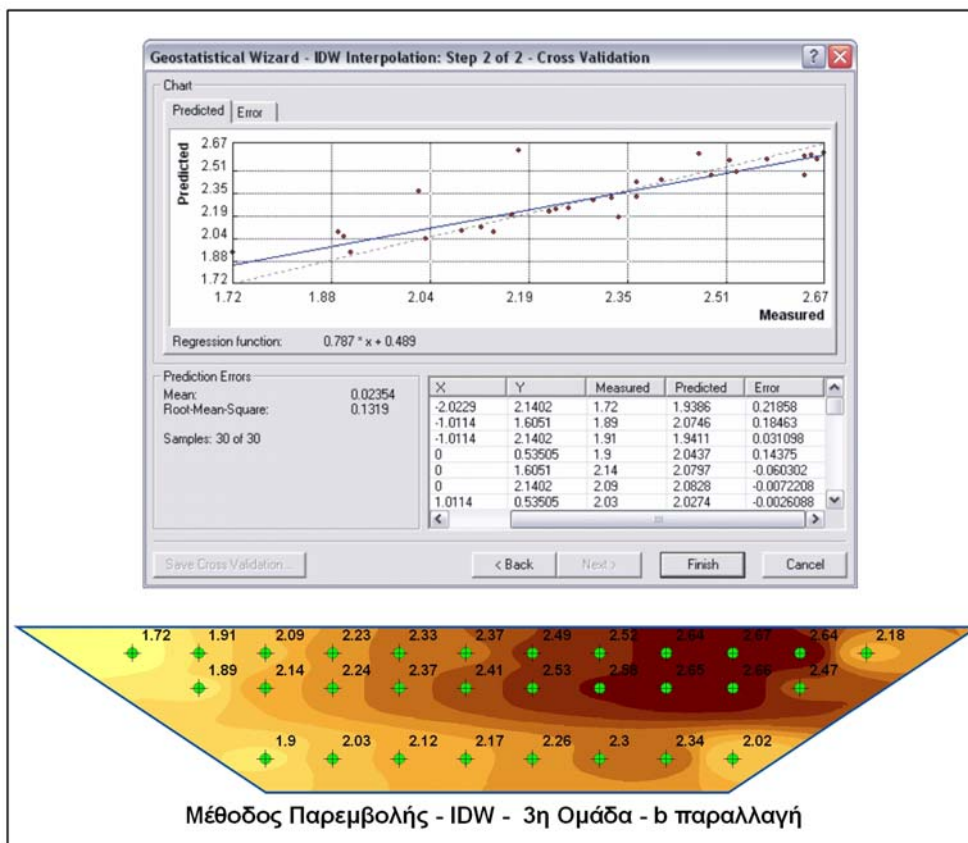 Geostatistical Wizard - IDW Interpolation: Step 2 of 2 - Cross Validation
Chart
Predicted Error
Predicted
2.67
2.51
2.35
2.19
2.04
1.88
1.72
1.72 1.88 2.04 2.19 2.35 2.51 2.67
Measured
Regression function: 0.787 * x + 0.489
Prediction Errors
Mean: 0.02354
Root-Mean-Square: 0.1319
Samples: 30 of 30
X Y Measured Predicted Error
-2.0229 2.1402 1.72 1.9386 0.21858
-1.0114 1.6051 1.89 2.0746 0.18463
-1.0114 2.1402 1.91 1.9411 0.031098
0 0.53505 1.9 2.0437 0.14375
0 1.6051 2.14 2.0797 -0.060302
0 2.1402 2.09 2.0828 -0.0072208
1.0114 0.53505 2.03 2.0274 -0.0026088
Save Cross Validation... < Back Next > Finish Cancel
1.72 1.91 2.09 2.23 2.33 2.37 2.49 2.52 2.64 2.67 2.64 2.18
1.89 2.14 2.24 2.37 2.41 2.53 2.58 2.65 2.66 2.47
1.9 2.03 2.12 2.17 2.26 2.3 2.34 2.02
Μέθοδος Παρεμβολής - IDW - 3η Ομάδα - b παραλλαγή